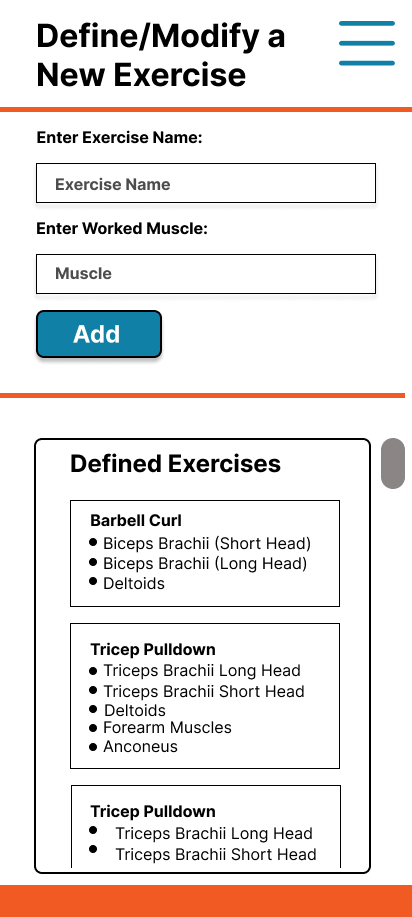 Define/Modify a
New Exercise
Enter Exercise Name:
Exercise Name
Enter Worked Muscle:
Muscle
Add
Defined Exercises
Barbell Curl
• Biceps Brachii (Short Head)
• Biceps Brachii (Long Head)
• Deltoids
Tricep Pulldown
• Triceps Brachii Long Head
• Triceps Brachii Short Head
• Deltoids
• Forearm Muscles
• Anconeus
Tricep Pulldown
• Triceps Brachii Long Head
• Triceps Brachii Short Head